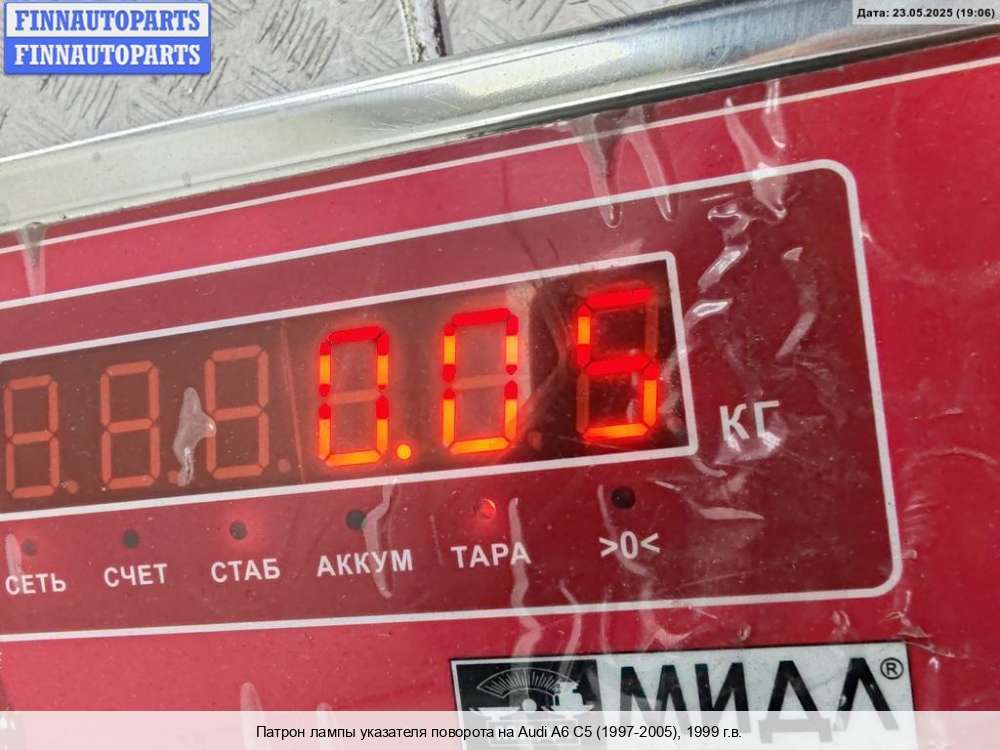 FINNAUTOPARTS
FINNAUTOPARTS
Дата: 23.05.2025 (19:06)
0.05
КГ
СЕТЬ СЧЕТ СТАБ АККУМ ТАРА >0<
МИДЛ®
Патрон лампы указателя поворота на Audi A6 C5 (1997-2005), 1999 г.в.